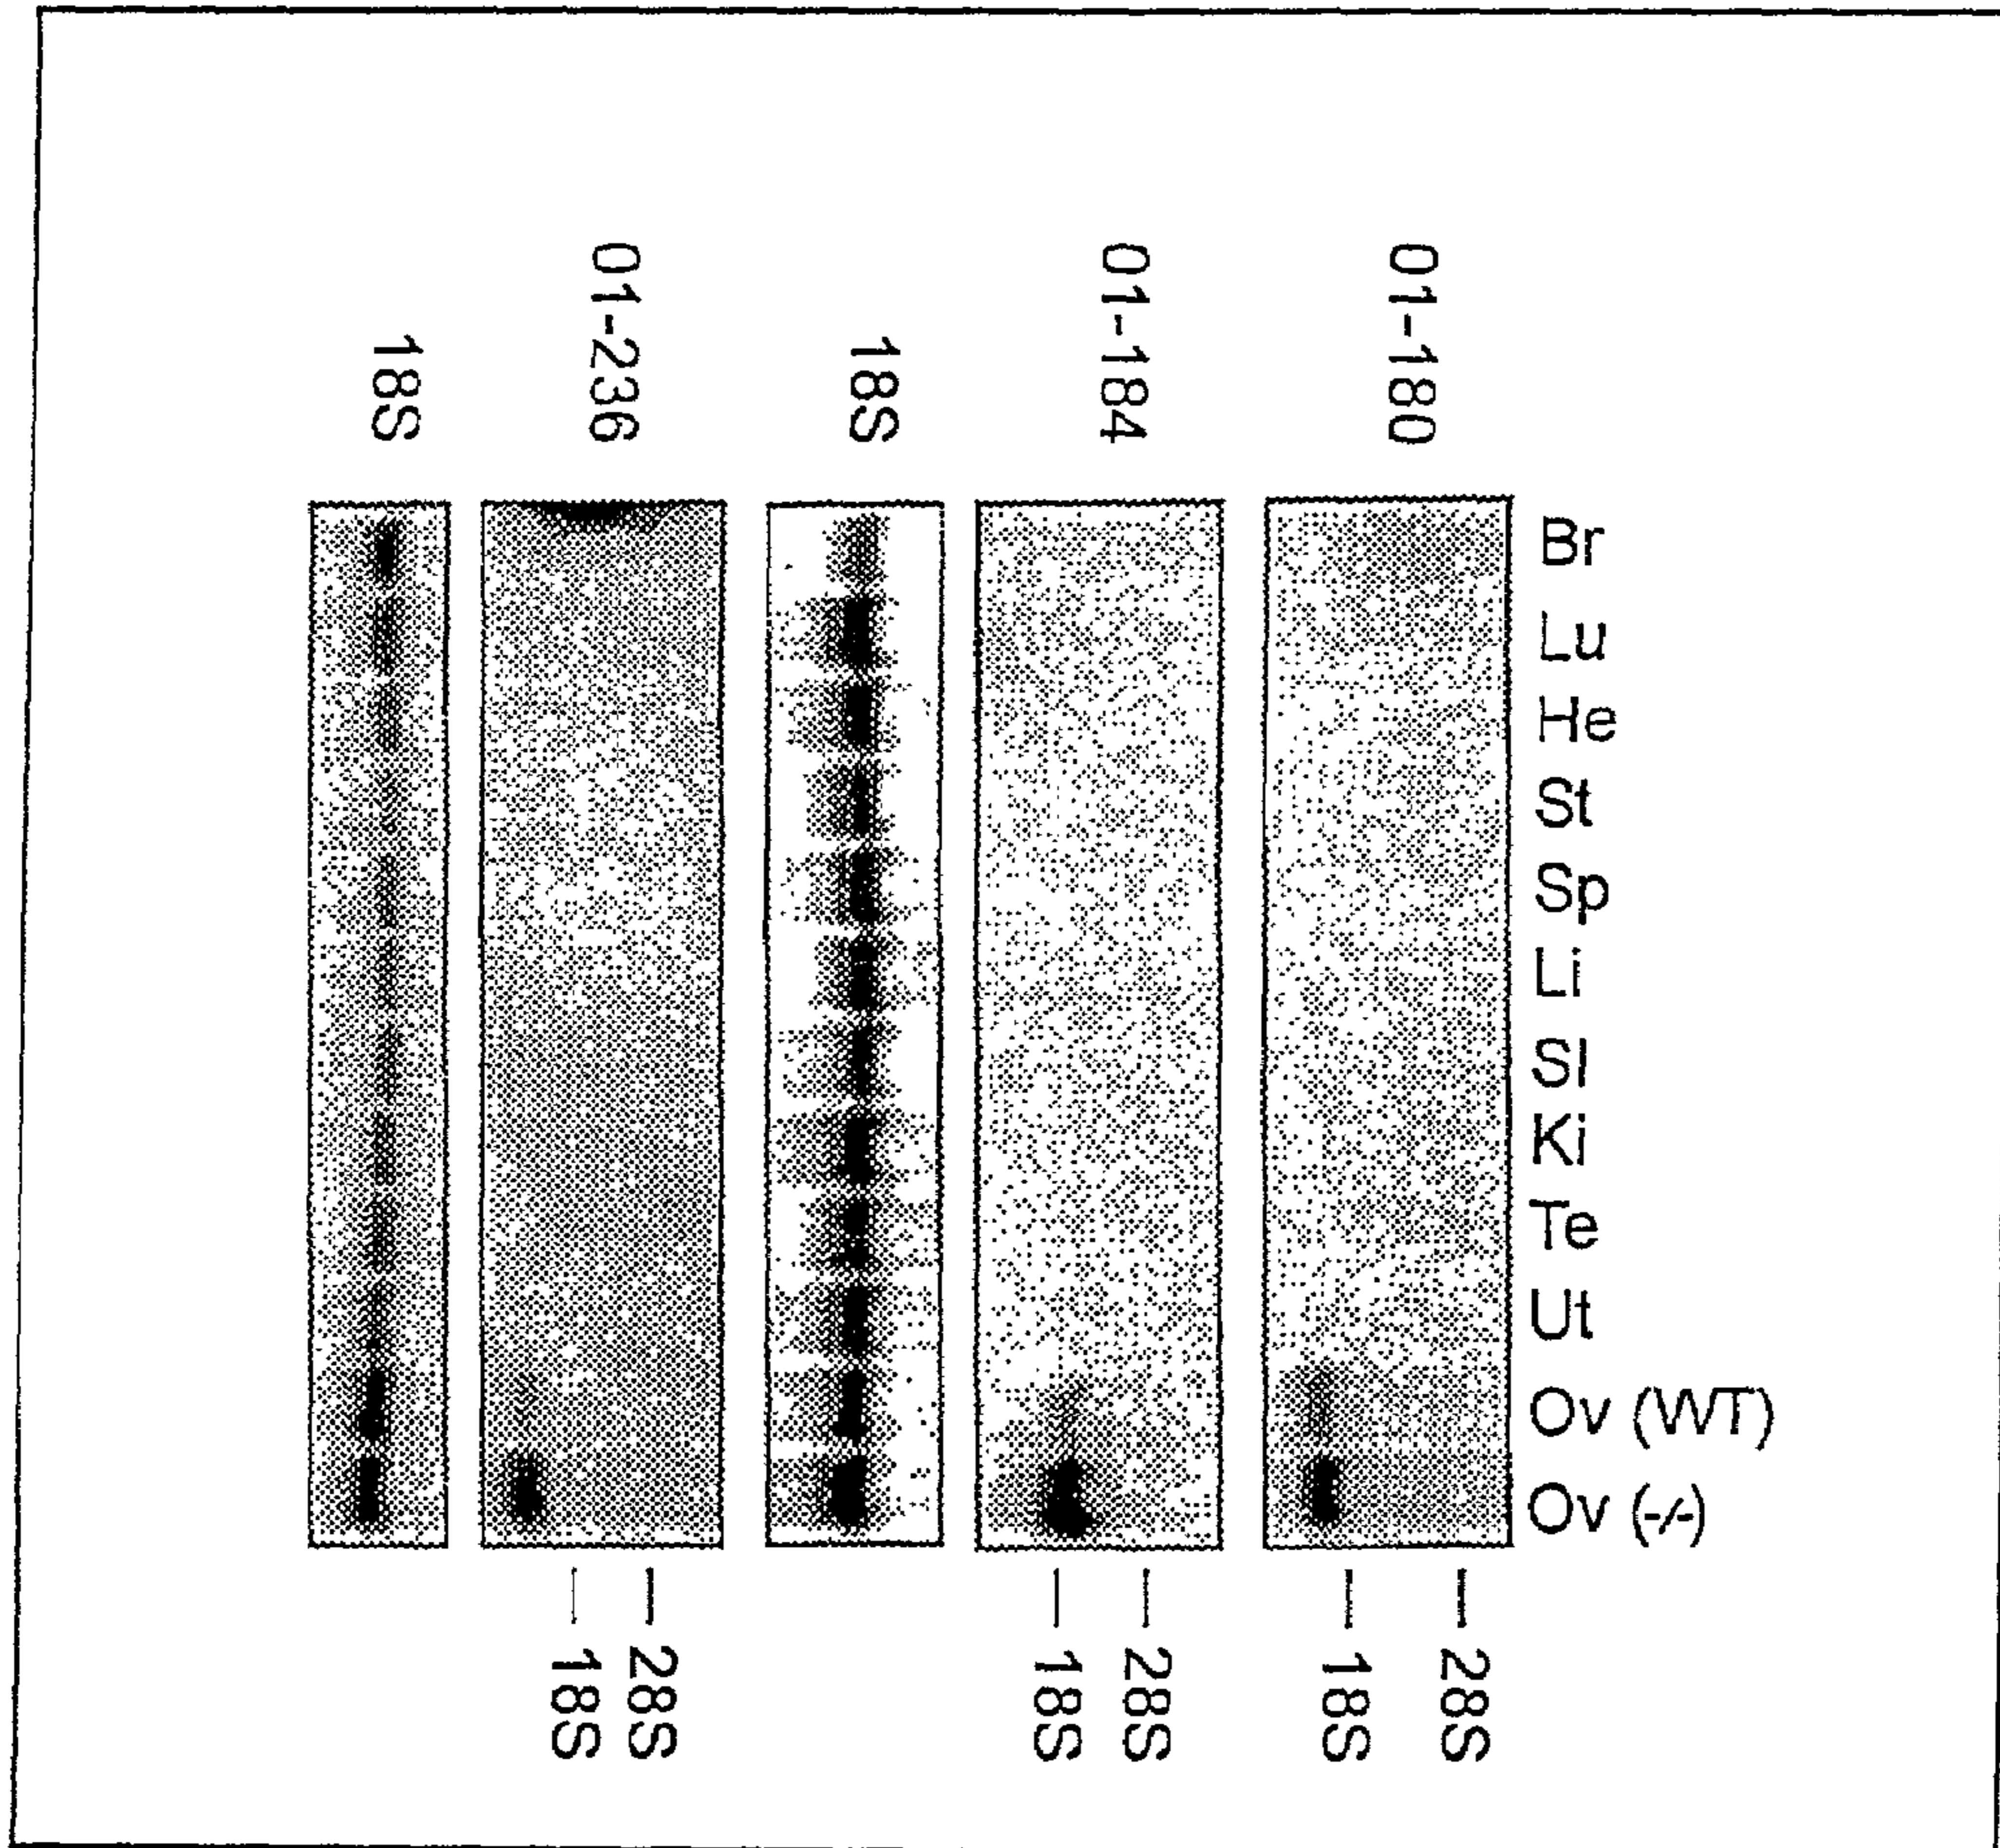 Br
Lu
He
St
Sp
Li
SI
Ki
Te
Ut
Ov (WT)
Ov (-/-)
01-180
28S
18S
01-184
28S
18S
18S
01-236
28S
18S
18S